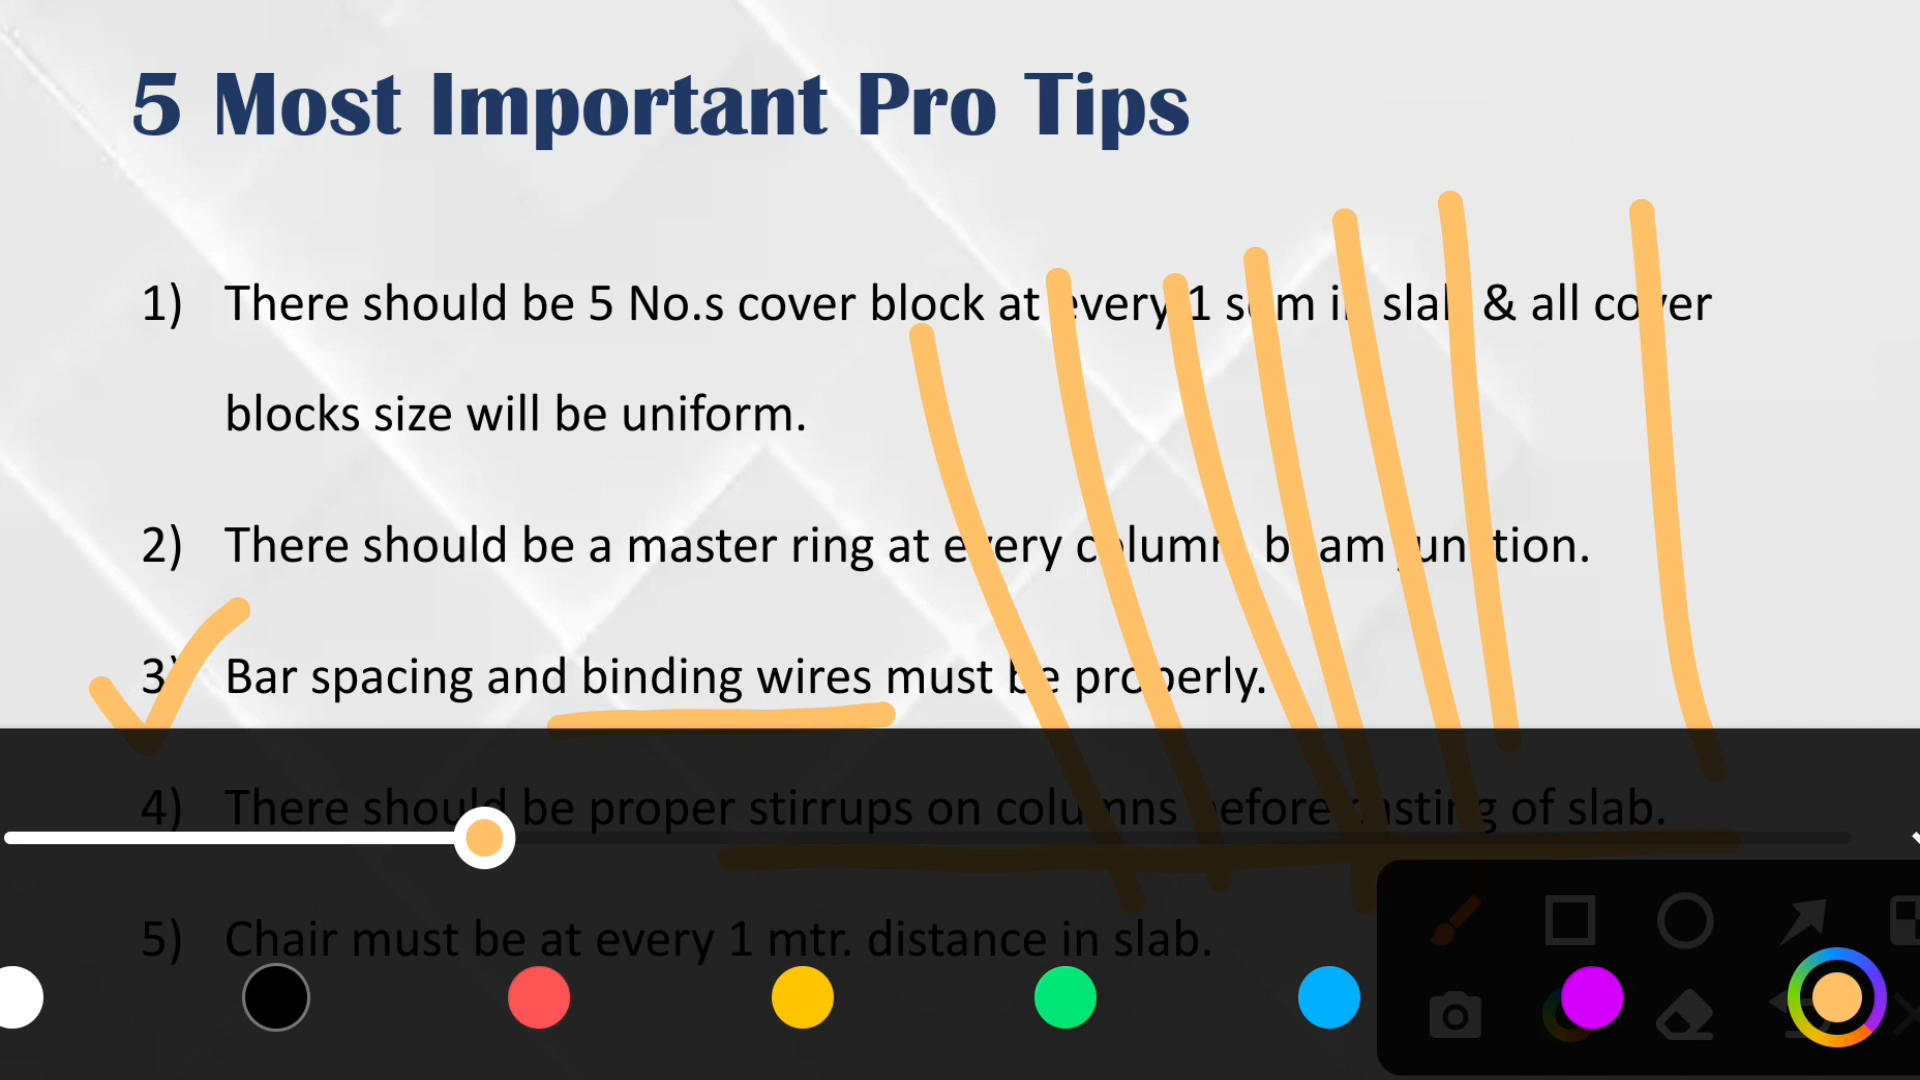 5 Most Important Pro Tips
1) There should be 5 No.s cover block at every 1 sqm in slab & all cover
blocks size will be uniform.
2) There should be a master ring at every column beam junction.
3) Bar spacing and binding wires must be properly.
4) There should be proper stirrups on columns before casting of slab.
5) Chair must be at every 1 mtr. distance in slab.